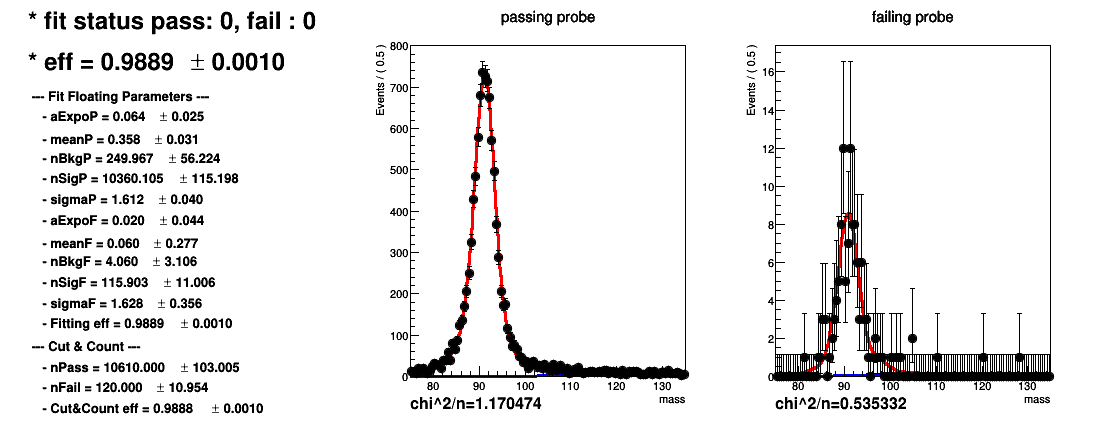 * fit status pass: 0, fail : 0
* eff = 0.9889 ± 0.0010
--- Fit Floating Parameters ---
- aExpoP = 0.064 ± 0.025
- meanP = 0.358 ± 0.031
- nBkgP = 249.967 ± 56.224
- nSigP = 10360.105 ± 115.198
- sigmaP = 1.612 ± 0.040
- aExpoF = 0.020 ± 0.044
- meanF = 0.060 ± 0.277
- nBkgF = 4.060 ± 3.106
- nSigF = 115.903 ± 11.006
- sigmaF = 1.628 ± 0.356
- Fitting eff = 0.9889 ± 0.0010
--- Cut & Count ---
- nPass = 10610.000 ± 103.005
- nFail = 120.000 ± 10.954
- Cut&Count eff = 0.9888 ± 0.0010
passing probe
Events / ( 0.5 )
800
700
600
500
400
300
200
100
0
80 90 100 110 120 130
mass
chi^2/n=1.170474
failing probe
Events / ( 0.5 )
16
14
12
10
8
6
4
2
0
80 90 100 110 120 130
mass
chi^2/n=0.535332